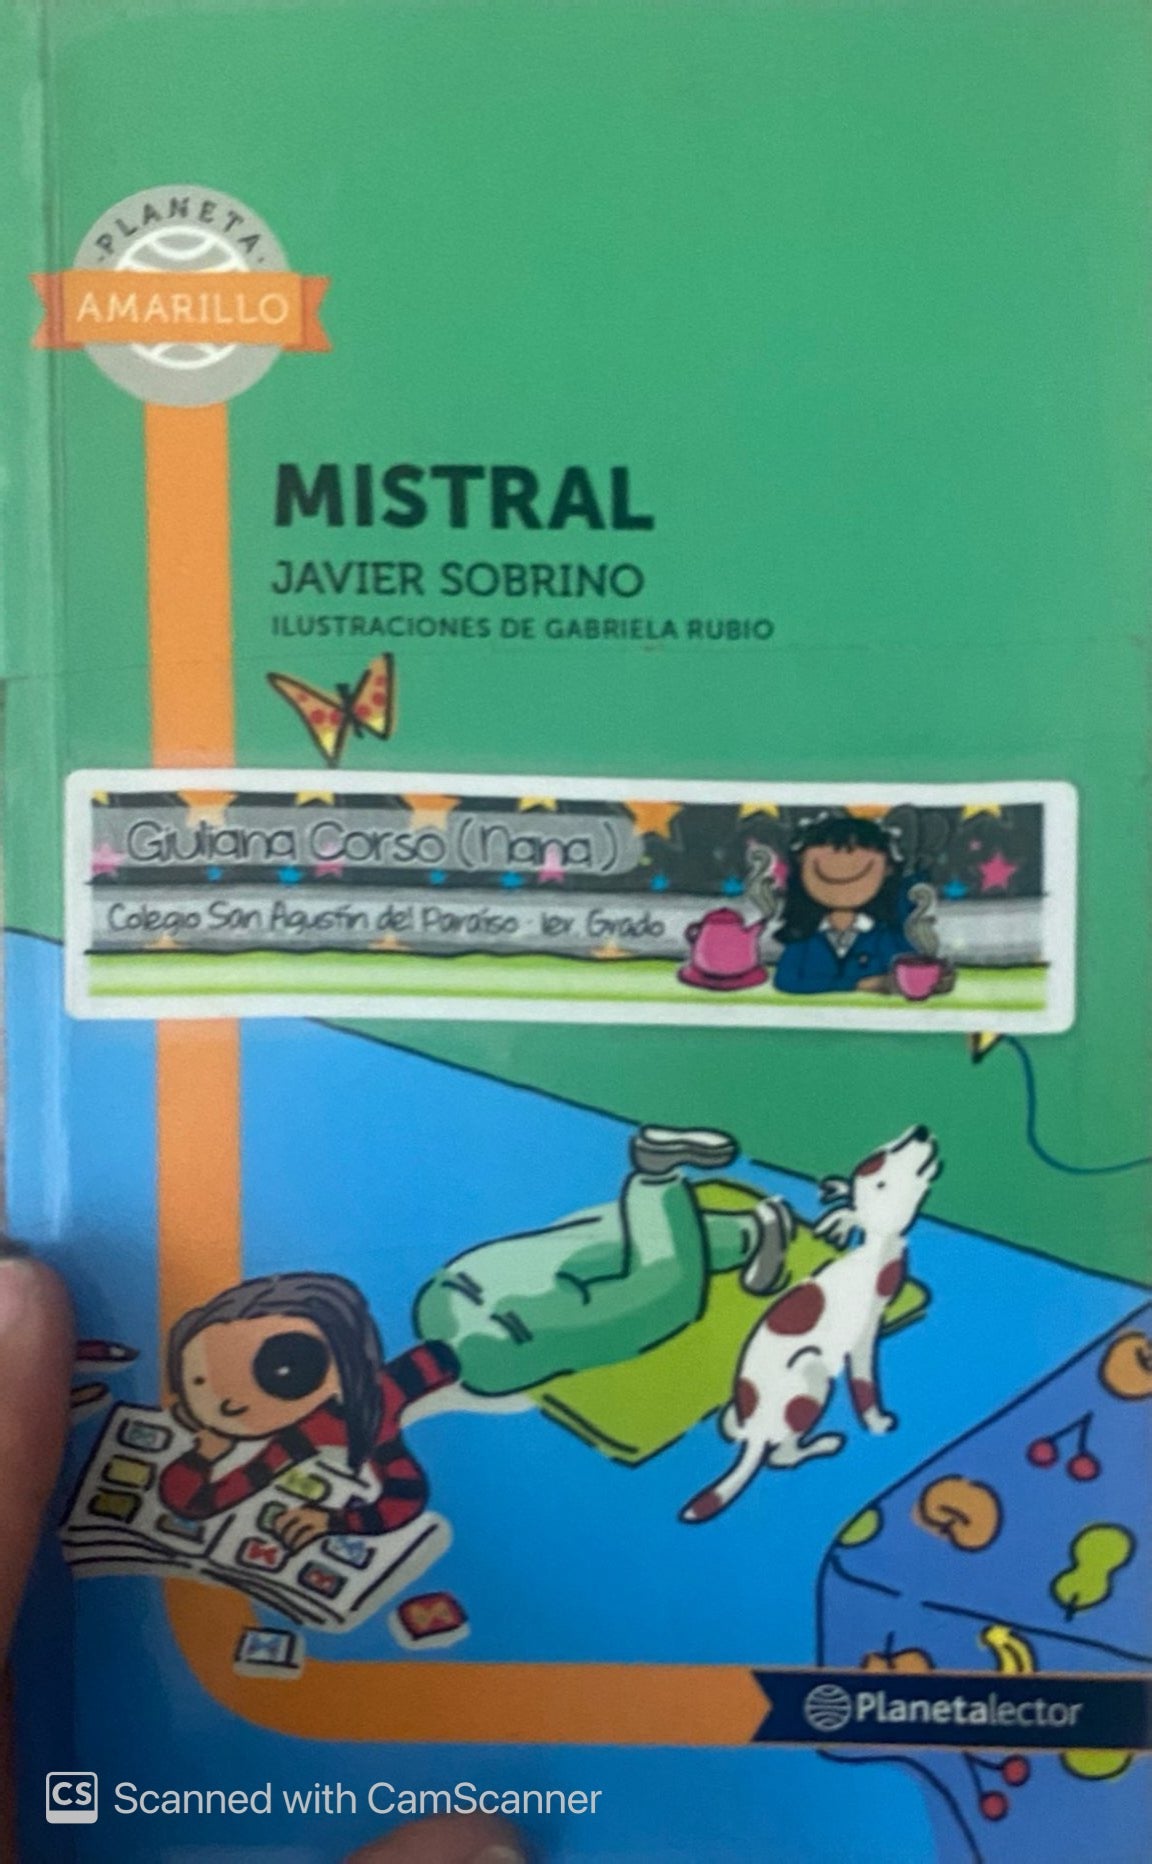 PLANETA
AMARILLO
MISTRAL
JAVIER SOBRINO
ILUSTRACIONES DE GABRIELA RUBIO
Giuliana Corso (Nana)
Colegio San Agustín del Paraíso - 1er. Grado
Planetalector
CS Scanned with CamScanner